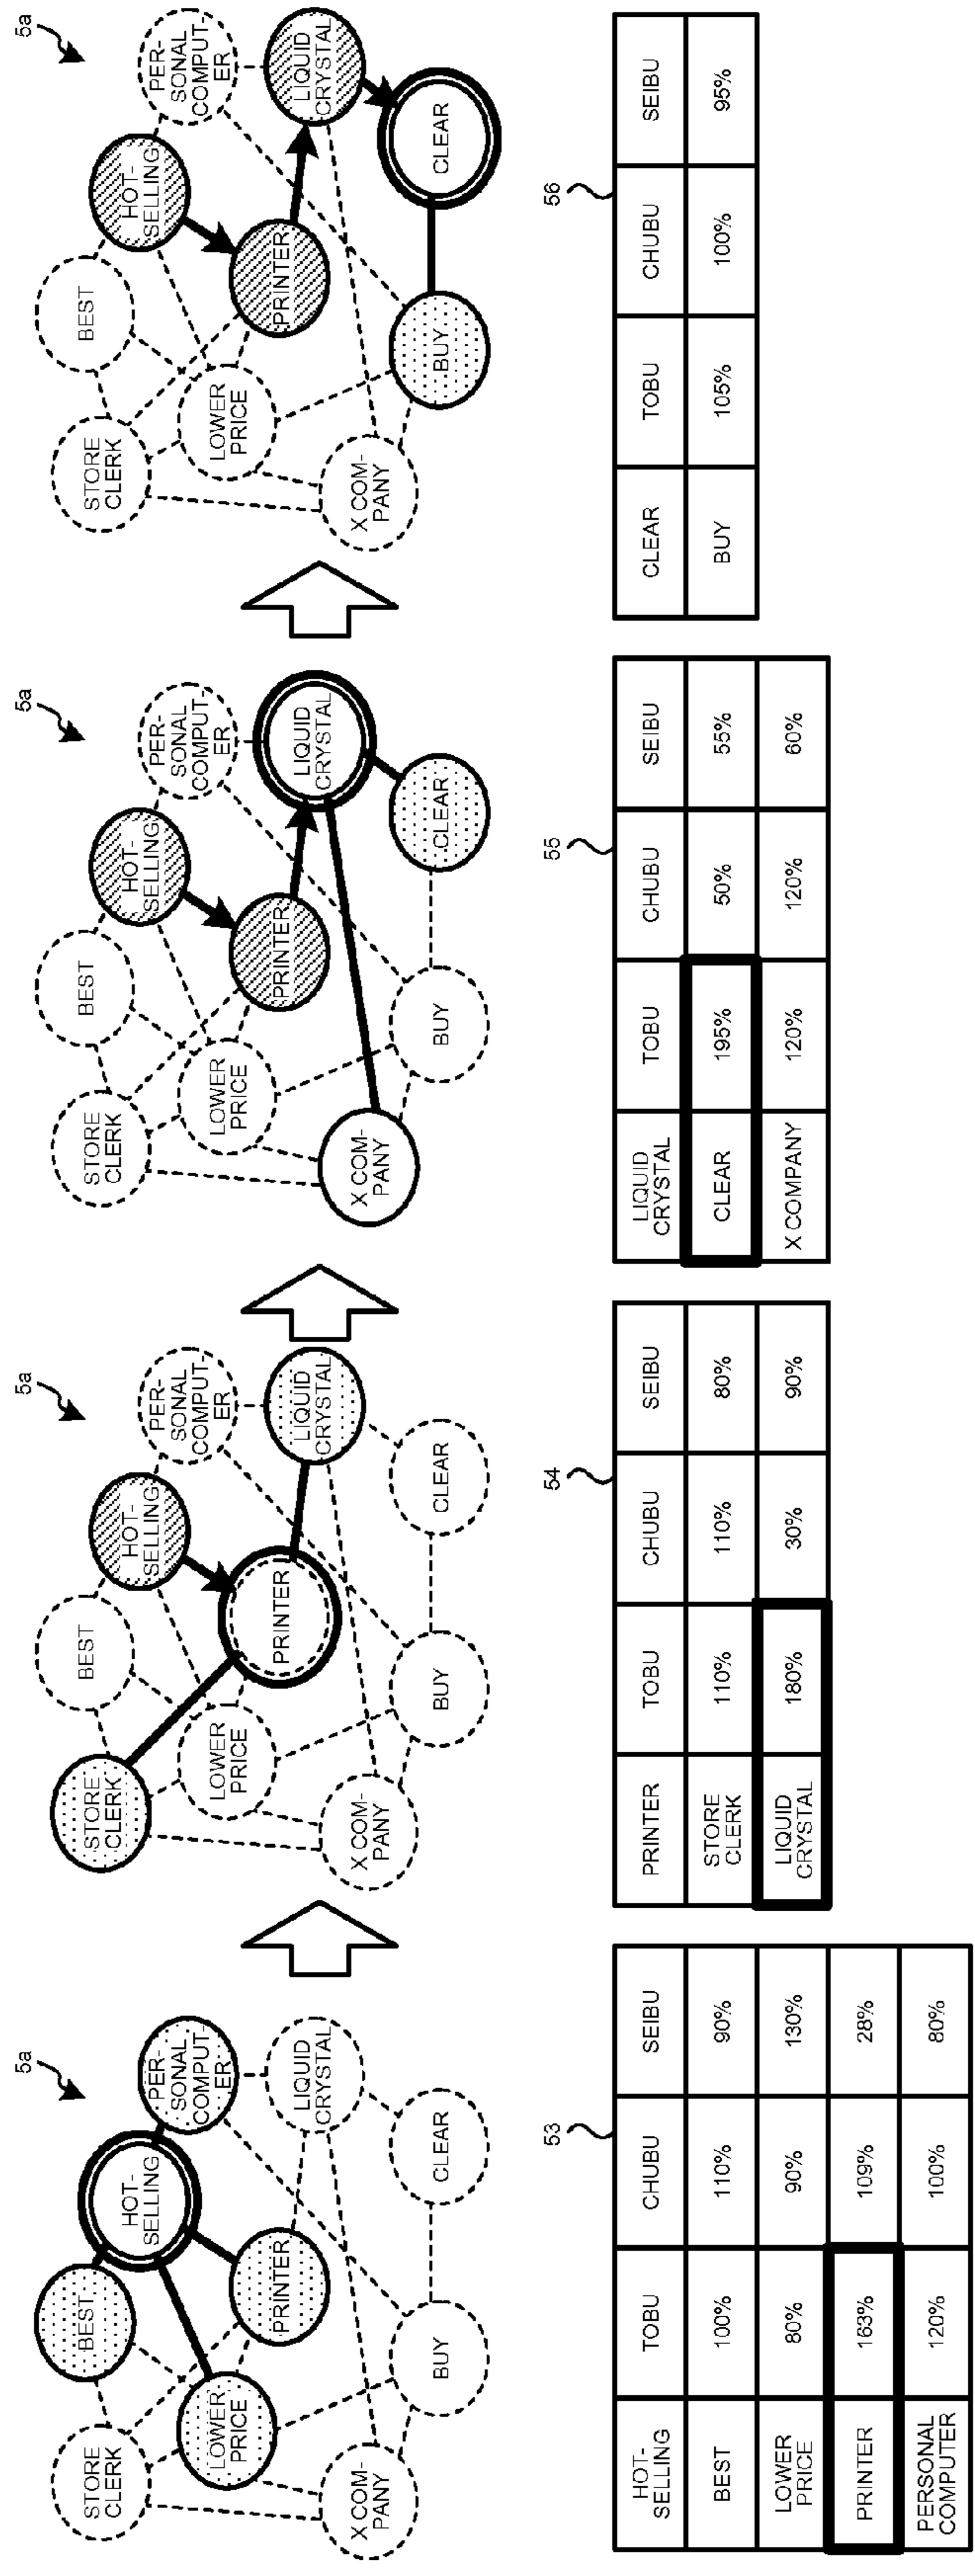 5a
BEST
HOT-
SELLING
PER-
SONAL
COMPUT-
ER
STORE
CLERK
LOWER
PRICE
PRINTER
LIQUID
CRYSTAL
X COM-
PANY
BUY
CLEAR
53
HOT-
SELLING
TOBU
CHUBU
SEIBU
BEST
100%
110%
90%
LOWER
PRICE
80%
90%
130%
PRINTER
163%
109%
28%
PERSONAL
COMPUTER
120%
100%
80%
5a
BEST
HOT-
SELLING
PER-
SONAL
COMPUT-
ER
STORE
CLERK
LOWER
PRICE
PRINTER
LIQUID
CRYSTAL
X COM-
PANY
BUY
CLEAR
54
PRINTER
TOBU
CHUBU
SEIBU
STORE
CLERK
110%
110%
80%
LIQUID
CRYSTAL
180%
30%
90%
5a
BEST
HOT-
SELLING
PER-
SONAL
COMPUT-
ER
STORE
CLERK
LOWER
PRICE
PRINTER
LIQUID
CRYSTAL
X COM-
PANY
BUY
CLEAR
55
LIQUID
CRYSTAL
TOBU
CHUBU
SEIBU
CLEAR
195%
50%
55%
X COMPANY
120%
120%
60%
5a
BEST
HOT-
SELLING
PER-
SONAL
COMPUT-
ER
STORE
CLERK
LOWER
PRICE
PRINTER
LIQUID
CRYSTAL
X COM-
PANY
BUY
CLEAR
56
CLEAR
TOBU
CHUBU
SEIBU
BUY
105%
100%
95%